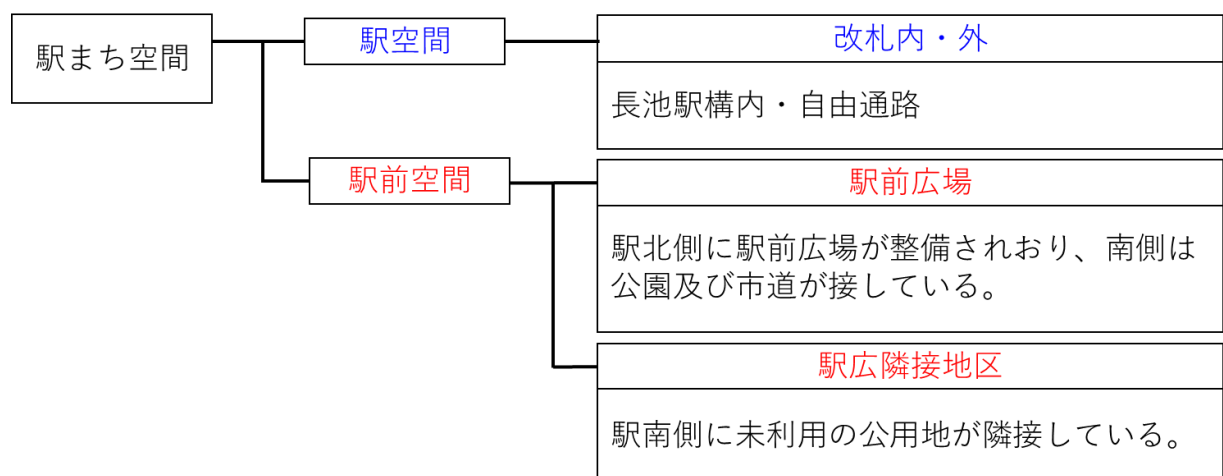 駅まち空間
駅空間
改札内・外
長池駅構内・自由通路
駅前空間
駅前広場
駅北側に駅前広場が整備されおり、南側は
公園及び市道が接している。
駅広隣接地区
駅南側に未利用の公用地が隣接している。